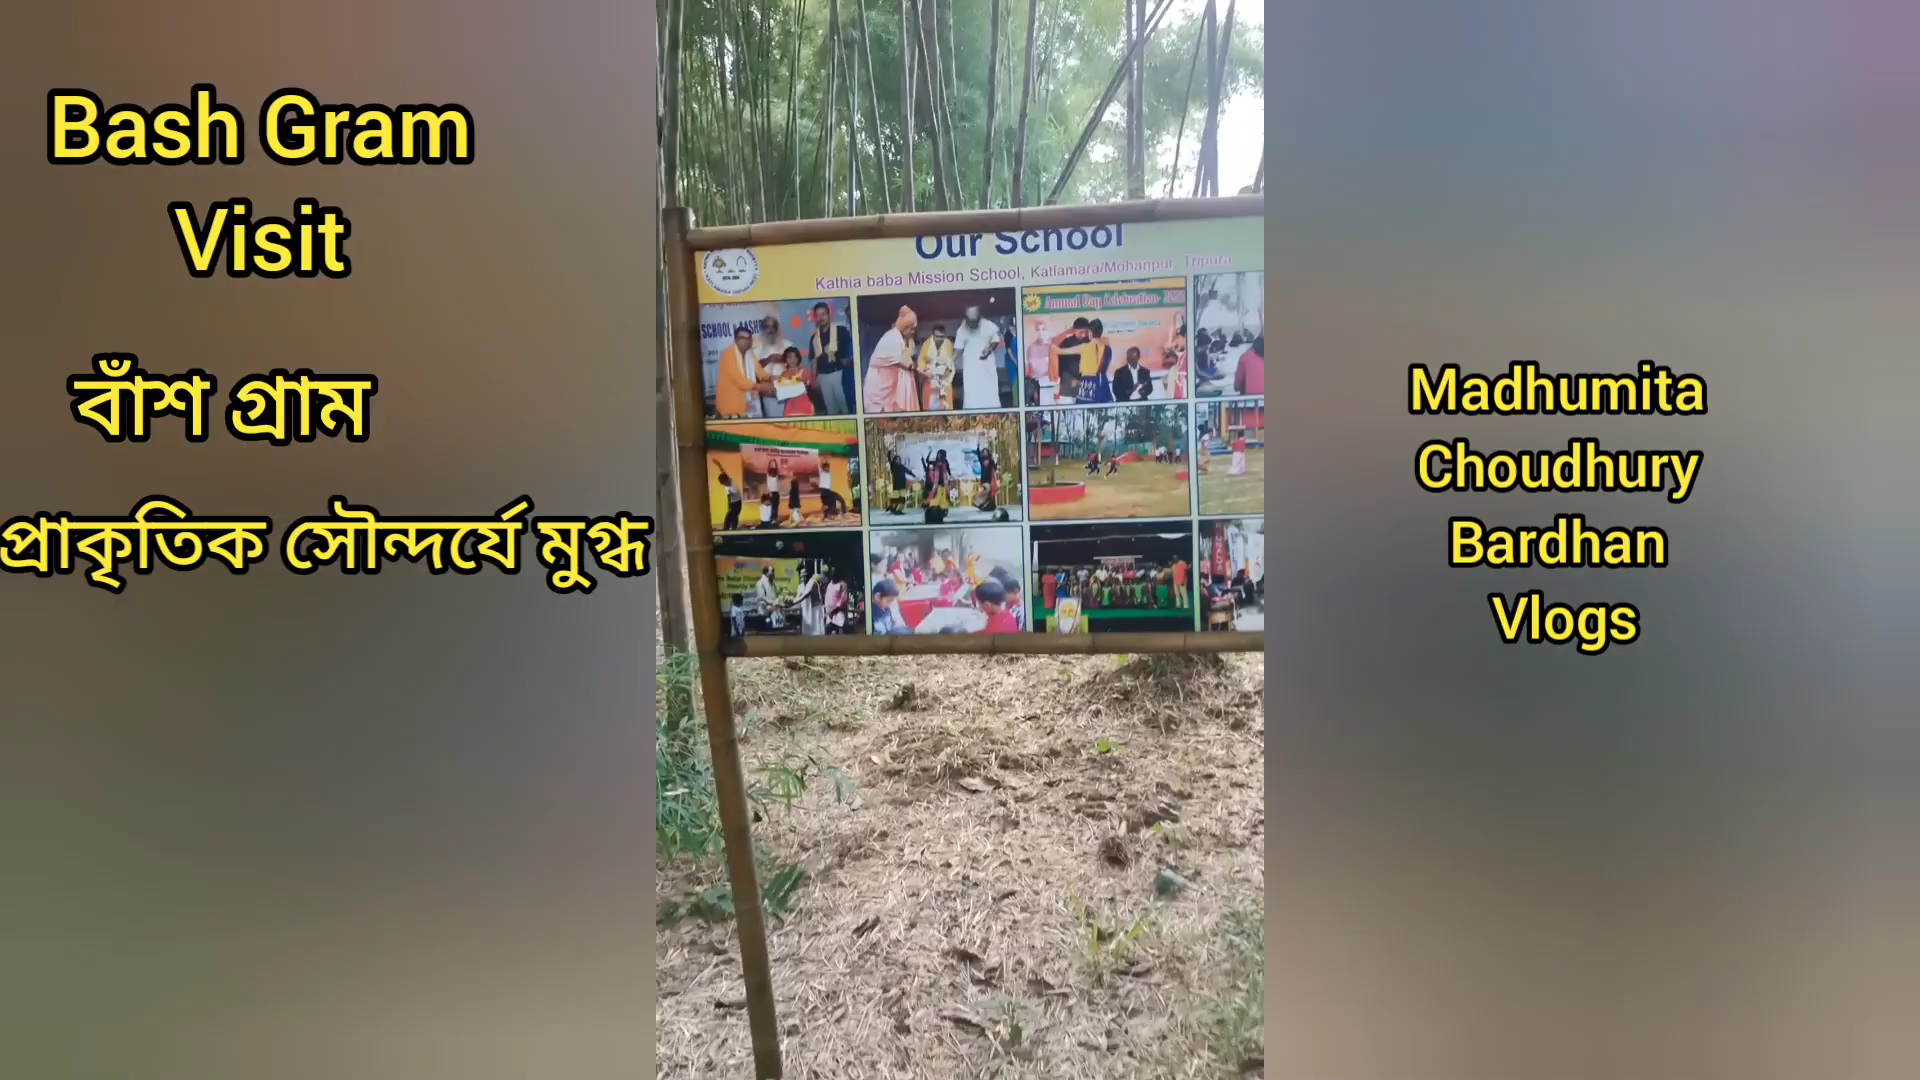 Bash Gram
Visit
বাঁশ গ্রাম
প্রাকৃতিক সৌন্দর্যে মুগ্ধ
Our School
Kathia baba Mission School, Katlamara/Mohanpur, Tripura
SCHOOL &
Annual Day Celebration-
Madhumita
Choudhury
Bardhan
Vlogs